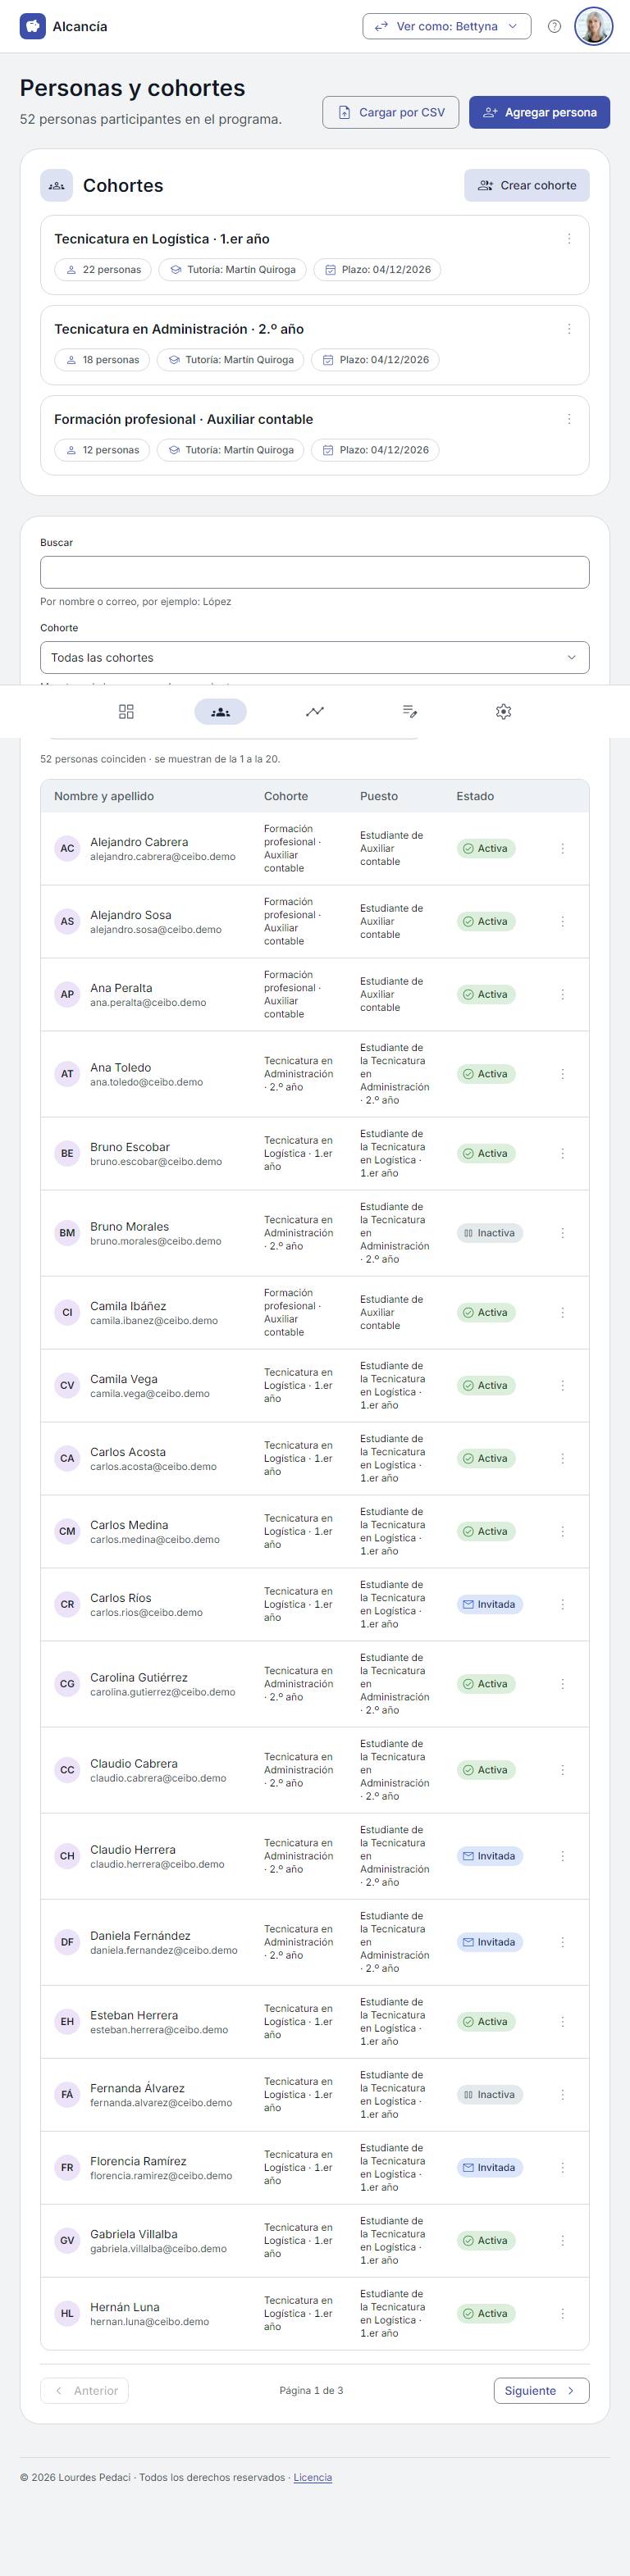 Alcancía
Ver como: Bettyna
Personas y cohortes
52 personas participantes en el programa.
Cargar por CSV
Agregar persona
Cohortes
Crear cohorte
Tecnicatura en Logística · 1.er año
22 personas
Tutoría: Martín Quiroga
Plazo: 04/12/2026
Tecnicatura en Administración · 2.º año
18 personas
Tutoría: Martín Quiroga
Plazo: 04/12/2026
Formación profesional · Auxiliar contable
12 personas
Tutoría: Martín Quiroga
Plazo: 04/12/2026
Buscar
Por nombre o correo, por ejemplo: López
Cohorte
Todas las cohortes
52 personas coinciden · se muestran de la 1 a la 20.
Nombre y apellido
Cohorte
Puesto
Estado
AC
Alejandro Cabrera
alejandro.cabrera@ceibo.demo
Formación
profesional ·
Auxiliar
contable
Estudiante de
Auxiliar
contable
Activa
AS
Alejandro Sosa
alejandro.sosa@ceibo.demo
Formación
profesional ·
Auxiliar
contable
Estudiante de
Auxiliar
contable
Activa
AP
Ana Peralta
ana.peralta@ceibo.demo
Formación
profesional ·
Auxiliar
contable
Estudiante de
Auxiliar
contable
Activa
AT
Ana Toledo
ana.toledo@ceibo.demo
Tecnicatura en
Administración
· 2.º año
Estudiante de
la Tecnicatura
en
Administración
· 2.º año
Activa
BE
Bruno Escobar
bruno.escobar@ceibo.demo
Tecnicatura en
Logística · 1.er
año
Estudiante de
la Tecnicatura
en Logística ·
1.er año
Activa
BM
Bruno Morales
bruno.morales@ceibo.demo
Tecnicatura en
Administración
· 2.º año
Estudiante de
la Tecnicatura
en
Administración
· 2.º año
Inactiva
CI
Camila Ibáñez
camila.ibanez@ceibo.demo
Formación
profesional ·
Auxiliar
contable
Estudiante de
Auxiliar
contable
Activa
CV
Camila Vega
camila.vega@ceibo.demo
Tecnicatura en
Logística · 1.er
año
Estudiante de
la Tecnicatura
en Logística ·
1.er año
Activa
CA
Carlos Acosta
carlos.acosta@ceibo.demo
Tecnicatura en
Logística · 1.er
año
Estudiante de
la Tecnicatura
en Logística ·
1.er año
Activa
CM
Carlos Medina
carlos.medina@ceibo.demo
Tecnicatura en
Logística · 1.er
año
Estudiante de
la Tecnicatura
en Logística ·
1.er año
Activa
CR
Carlos Ríos
carlos.rios@ceibo.demo
Tecnicatura en
Logística · 1.er
año
Estudiante de
la Tecnicatura
en Logística ·
1.er año
Invitada
CG
Carolina Gutiérrez
carolina.gutierrez@ceibo.demo
Tecnicatura en
Administración
· 2.º año
Estudiante de
la Tecnicatura
en
Administración
· 2.º año
Activa
CC
Claudio Cabrera
claudio.cabrera@ceibo.demo
Tecnicatura en
Administración
· 2.º año
Estudiante de
la Tecnicatura
en
Administración
· 2.º año
Activa
CH
Claudio Herrera
claudio.herrera@ceibo.demo
Tecnicatura en
Administración
· 2.º año
Estudiante de
la Tecnicatura
en
Administración
· 2.º año
Invitada
DF
Daniela Fernández
daniela.fernandez@ceibo.demo
Tecnicatura en
Administración
· 2.º año
Estudiante de
la Tecnicatura
en
Administración
· 2.º año
Invitada
EH
Esteban Herrera
esteban.herrera@ceibo.demo
Tecnicatura en
Logística · 1.er
año
Estudiante de
la Tecnicatura
en Logística ·
1.er año
Activa
FÁ
Fernanda Álvarez
fernanda.alvarez@ceibo.demo
Tecnicatura en
Logística · 1.er
año
Estudiante de
la Tecnicatura
en Logística ·
1.er año
Inactiva
FR
Florencia Ramírez
florencia.ramirez@ceibo.demo
Tecnicatura en
Logística · 1.er
año
Estudiante de
la Tecnicatura
en Logística ·
1.er año
Invitada
GV
Gabriela Villalba
gabriela.villalba@ceibo.demo
Tecnicatura en
Logística · 1.er
año
Estudiante de
la Tecnicatura
en Logística ·
1.er año
Activa
HL
Hernán Luna
hernan.luna@ceibo.demo
Tecnicatura en
Logística · 1.er
año
Estudiante de
la Tecnicatura
en Logística ·
1.er año
Activa
Anterior
Página 1 de 3
Siguiente
© 2026 Lourdes Pedaci · Todos los derechos reservados · Licencia